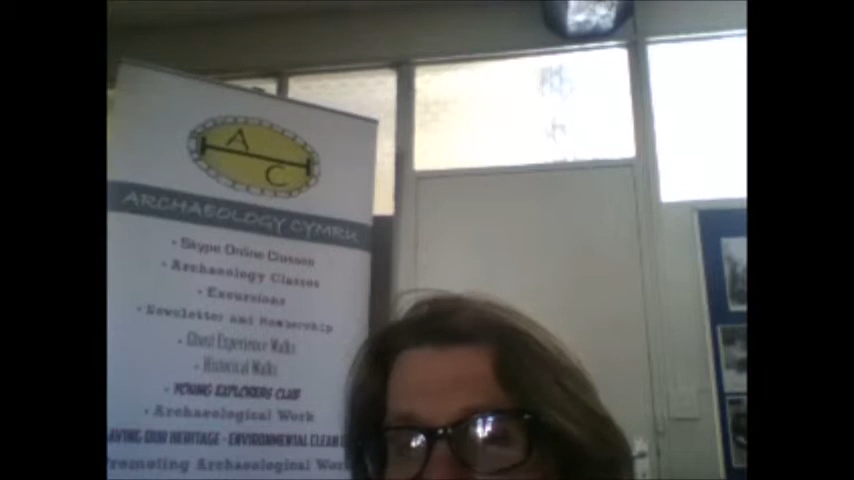 A
C
ARCHAEOLOGY CYMRU
• Skype Online Classes
• Archaeology Classes
• Excursions
• Newsletter and Membership
• Ghost Experience Walks
• Historical Walks
• YOUNG EXPLORERS CLUB
• Archaeological Work
AVING OUR HERITAGE - ENVIRONMENTAL CLEAN U
Promoting Archaeological Wor